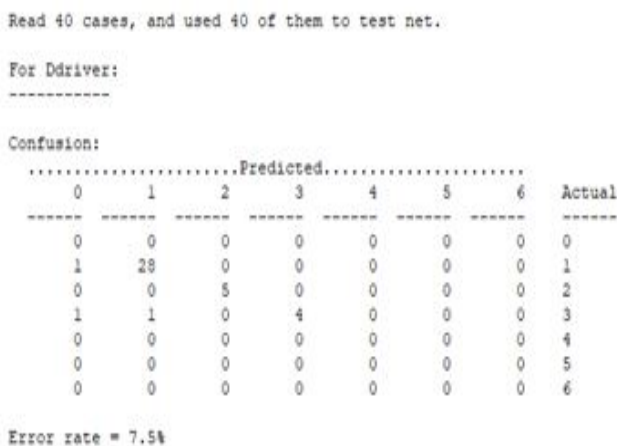 Read 40 cases, and used 40 of them to test net.
For Ddriver:
-----------
Confusion:
.......................Predicted......................
0 1 2 3 4 5 6 Actual
------ ------ ------ ------ ------ ------ ------ ------
0 0 0 0 0 0 0 0
1 28 0 0 0 0 0 1
0 0 5 0 0 0 0 2
1 1 0 4 0 0 0 3
0 0 0 0 0 0 0 4
0 0 0 0 0 0 0 5
0 0 0 0 0 0 0 6
Error rate = 7.5%